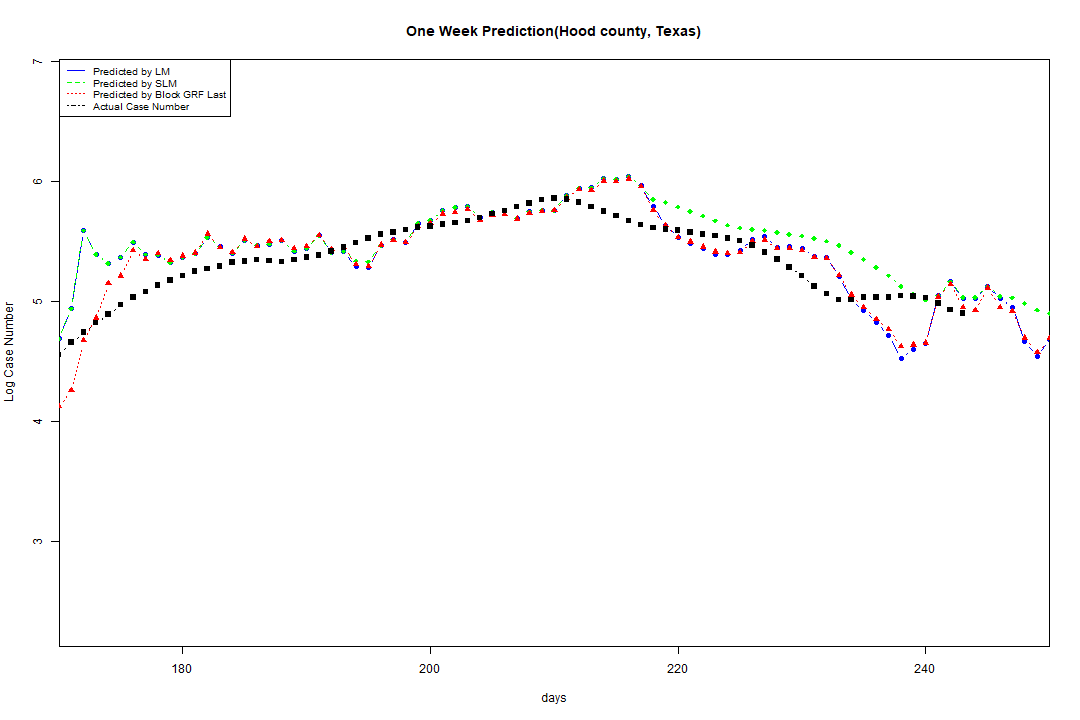 One Week Prediction(Hood county, Texas)
Predicted by LM
Predicted by SLM
Predicted by Block GRF Last
Actual Case Number
7
6
5
4
3
Log Case Number
180
200
220
240
days